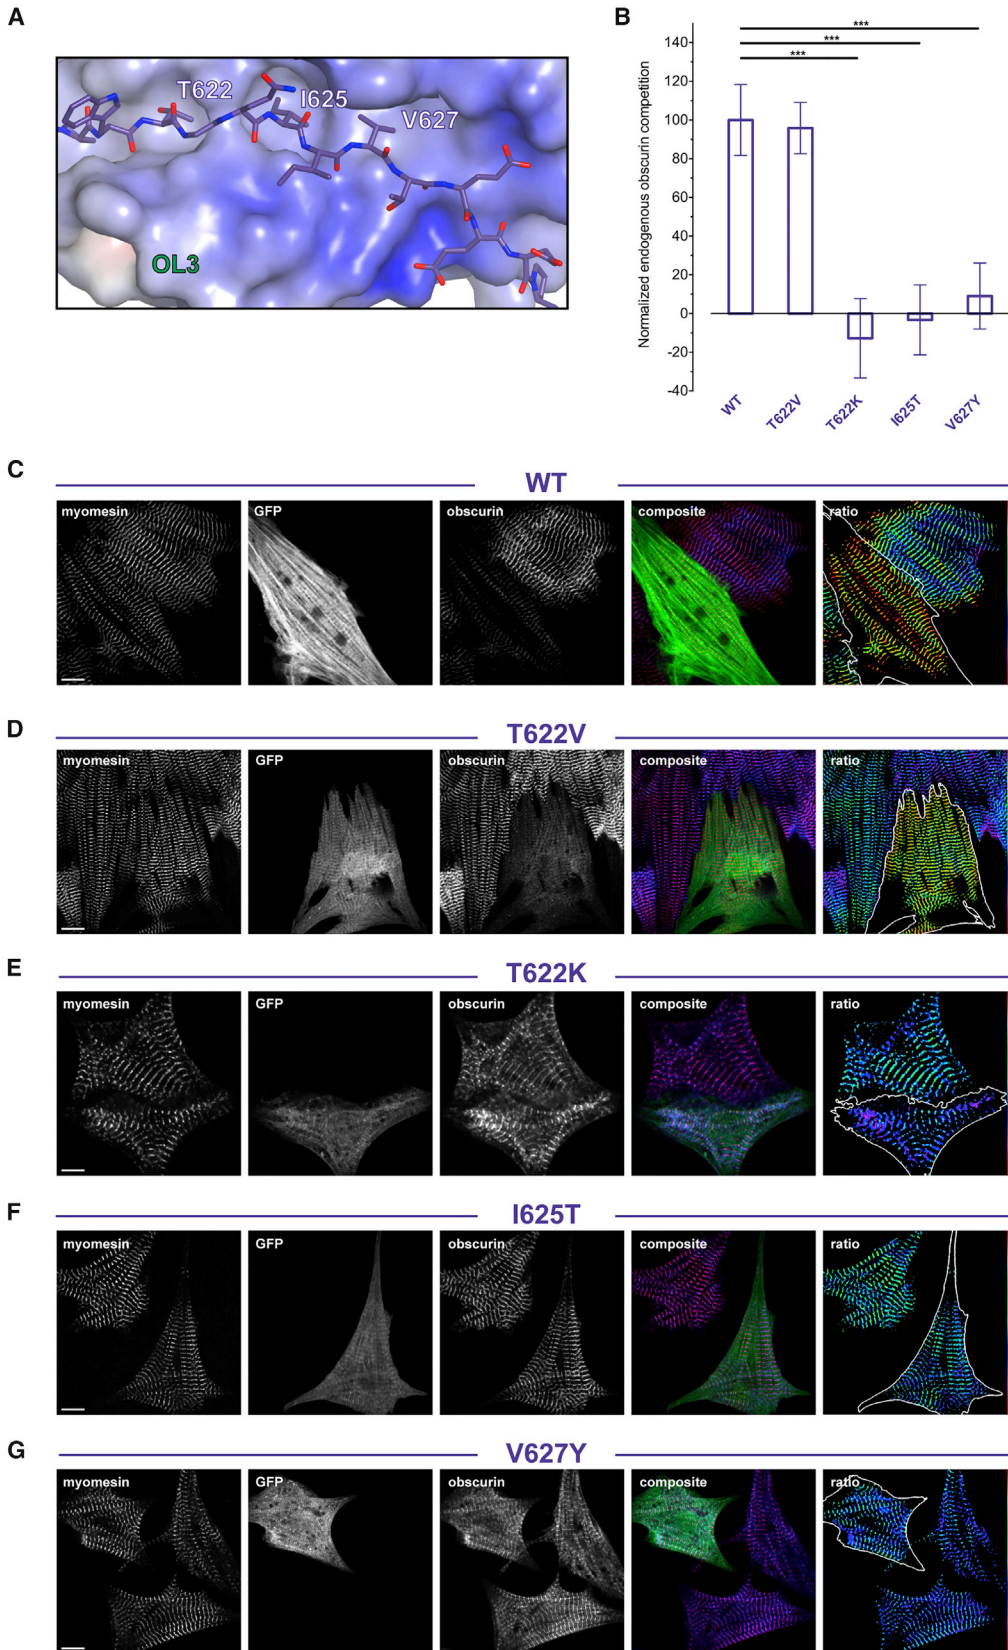 A
T622
I625
V627
OL3
B
***
***
***
Normalized endogenous obscurin competition
140
120
100
80
60
40
20
0
-20
-40
WT
T622V
T622K
I625T
V627Y
C
WT
myomesin
GFP
obscurin
composite
ratio
D
T622V
myomesin
GFP
obscurin
composite
ratio
E
T622K
myomesin
GFP
obscurin
composite
ratio
F
I625T
myomesin
GFP
obscurin
composite
ratio
G
V627Y
myomesin
GFP
obscurin
composite
ratio